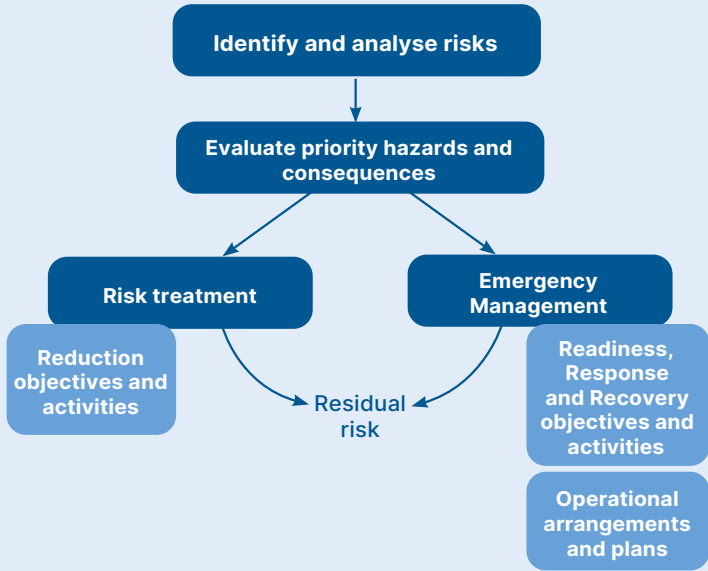 Identify and analyse risks
Evaluate priority hazards and
consequences
Risk treatment
Emergency
Management
Reduction
objectives and
activities
Residual
risk
Readiness,
Response
and Recovery
objectives and
activities
Operational
arrangements
and plans